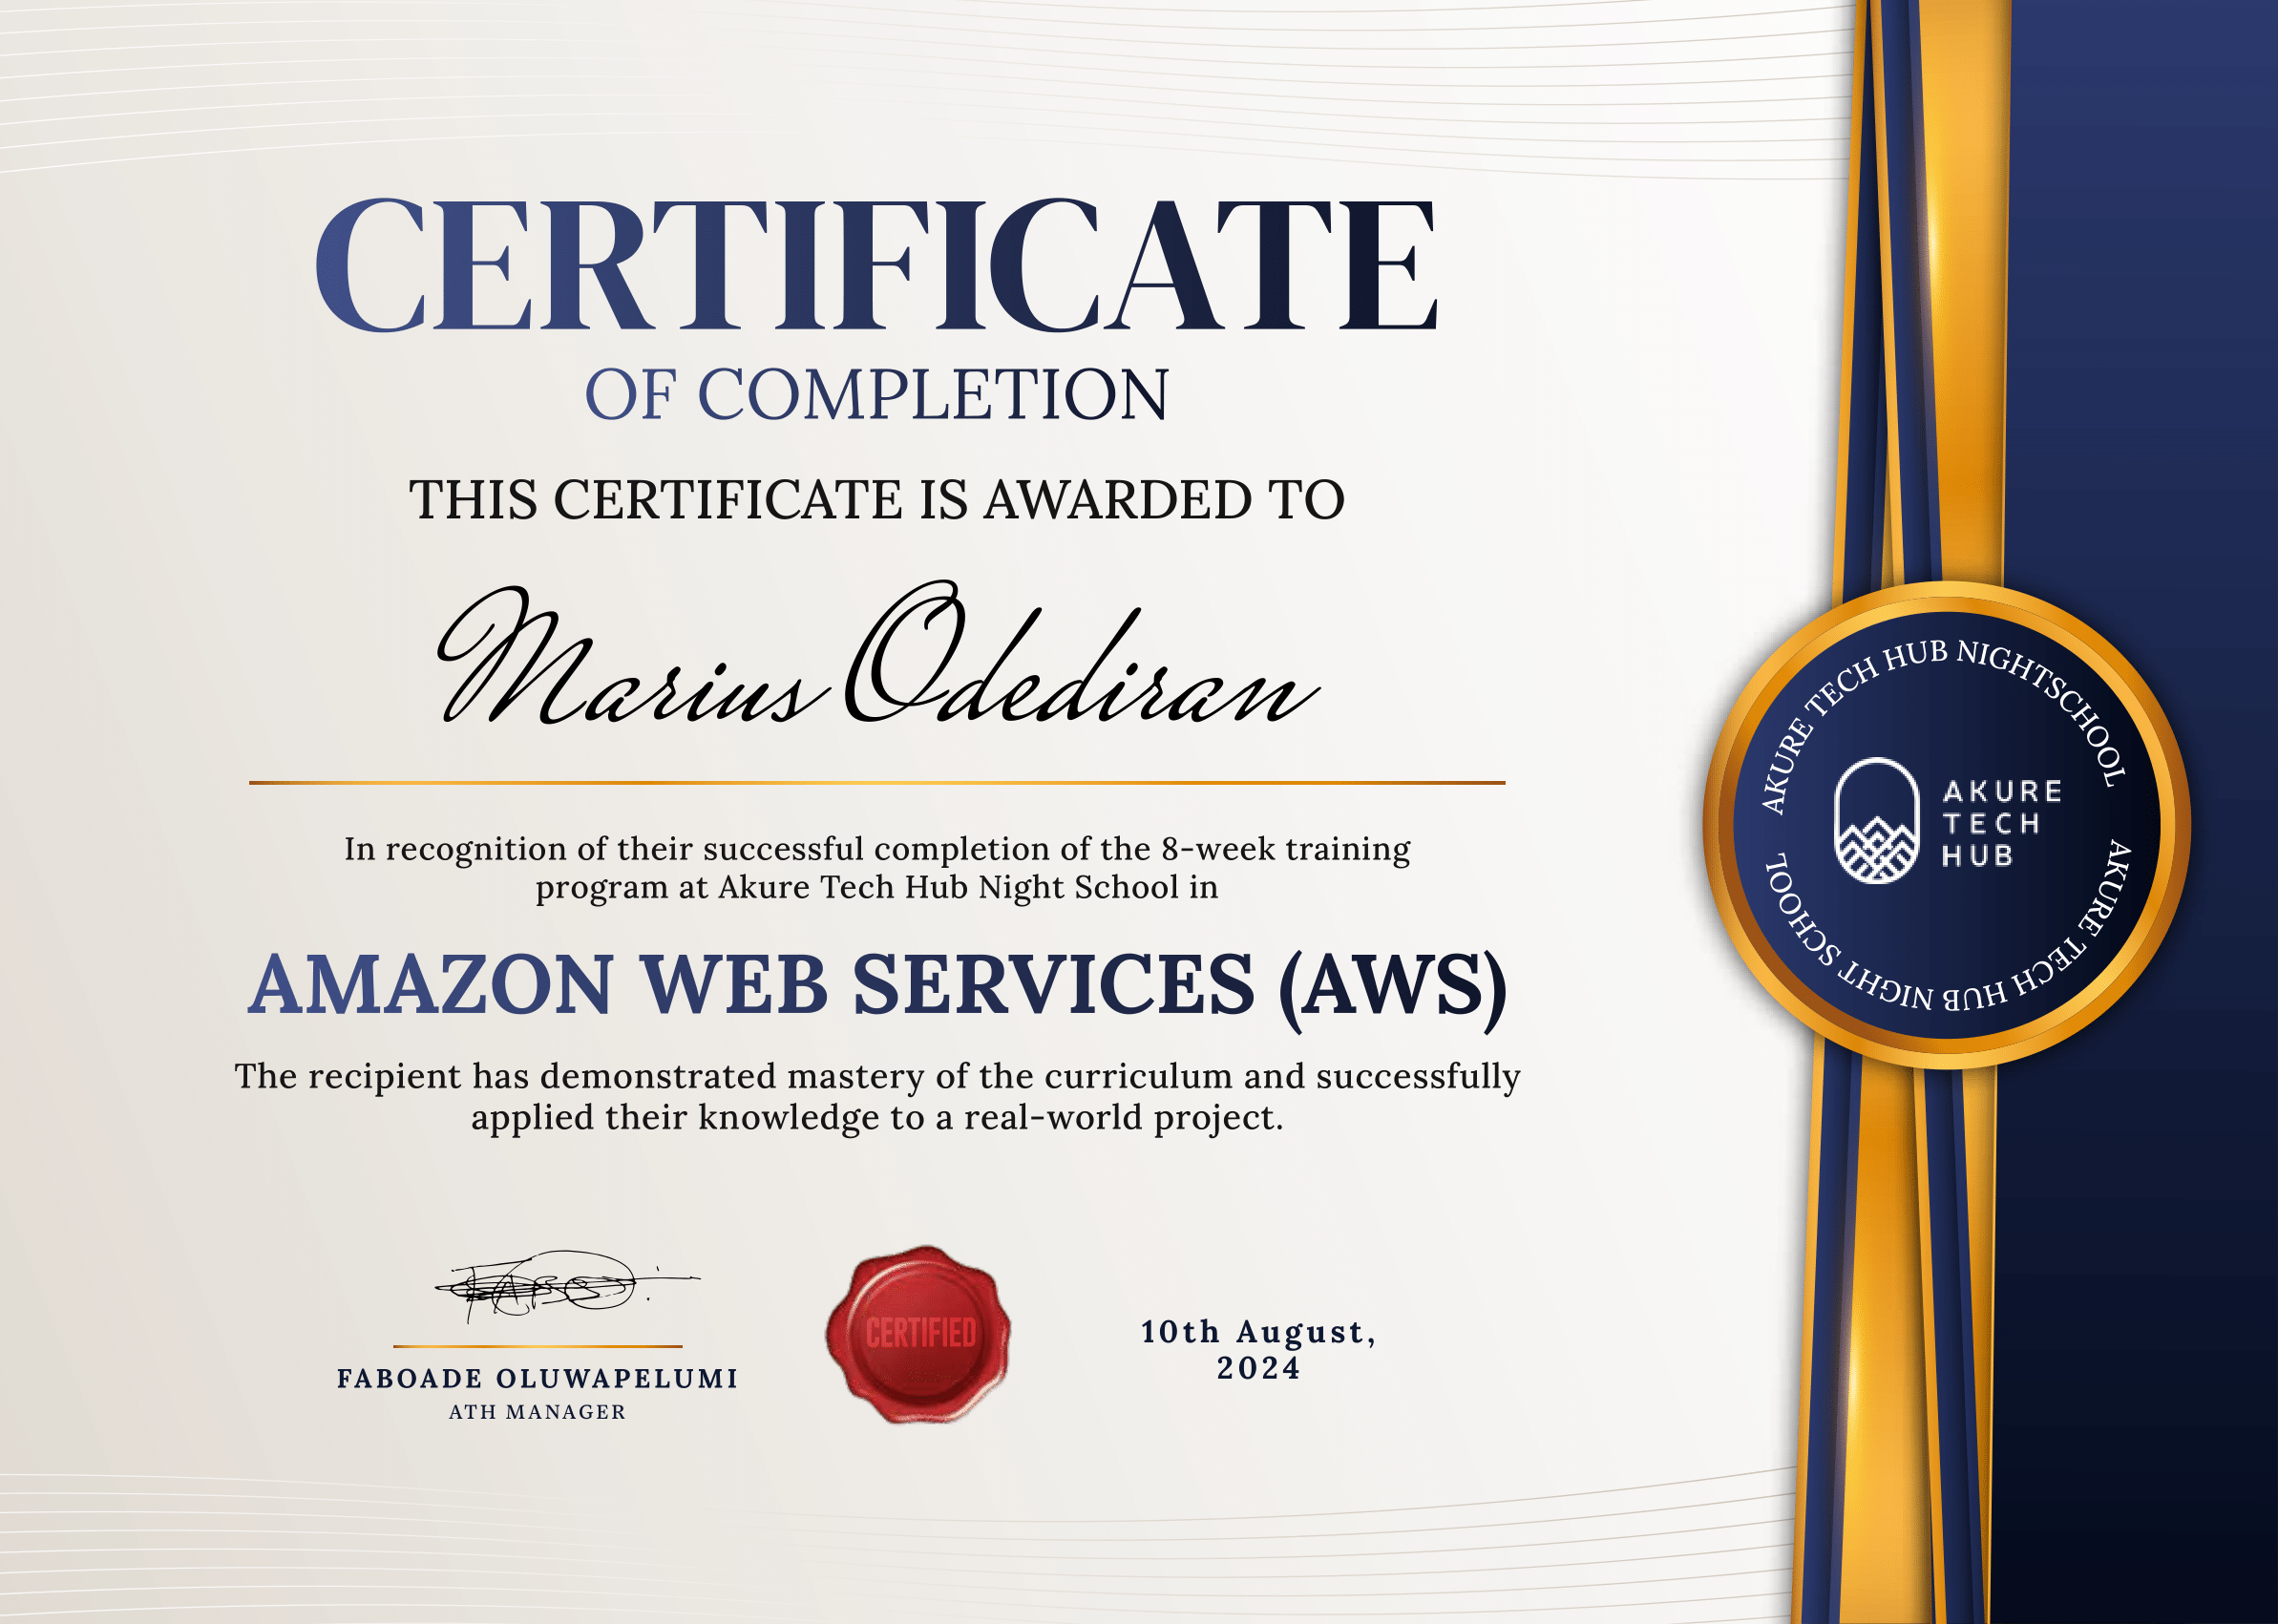 CERTIFICATE
OF COMPLETION
THIS CERTIFICATE IS AWARDED TO
Marius Odediran
In recognition of their successful completion of the 8-week training
program at Akure Tech Hub Night School in
AMAZON WEB SERVICES (AWS)
The recipient has demonstrated mastery of the curriculum and successfully
applied their knowledge to a real-world project.
FABOADE OLUWAPELUMI
ATH MANAGER
CERTIFIED
10th August,
2024
AKURE TECH HUB NIGHTSCHOOL
AKURE
TECH
HUB
AKURE TECH HUB NIGHT SCHOOL